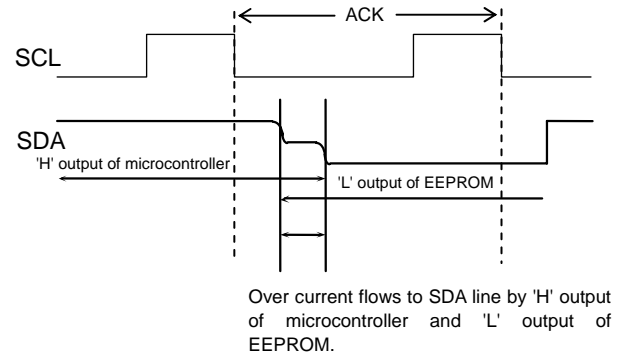 ACK
SCL
SDA
'H' output of microcontroller
'L' output of EEPROM
Over current flows to SDA line by 'H' output
of microcontroller and 'L' output of
EEPROM.